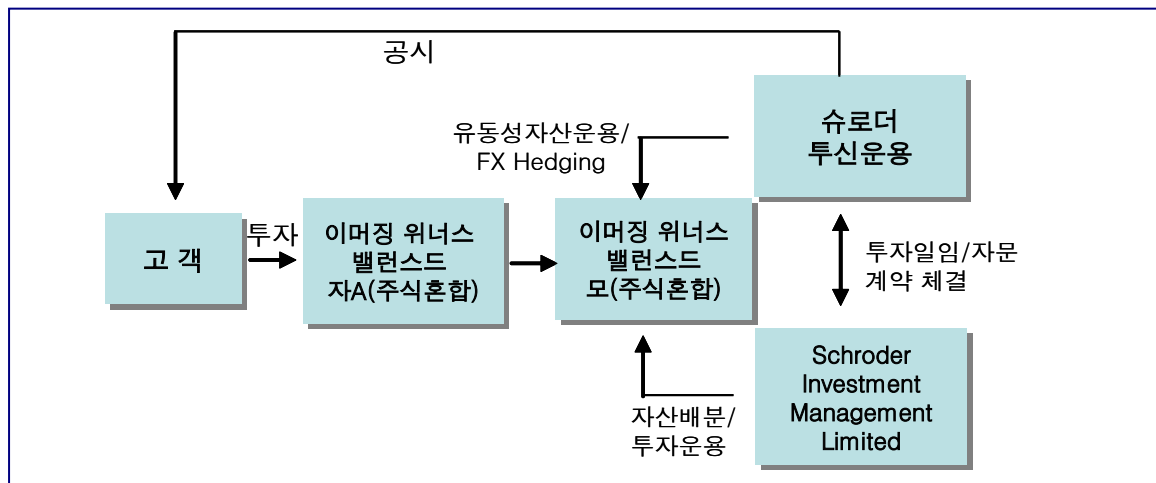 공시
슈로더
투신운용
유동성자산운용/
FX Hedging
고 객
투자
이머징 위너스
밸런스드
자A(주식혼합)
이머징 위너스
밸런스드
모(주식혼합)
투자일임/자문
계약 체결
자산배분/
투자운용
Schroder
Investment
Management
Limited